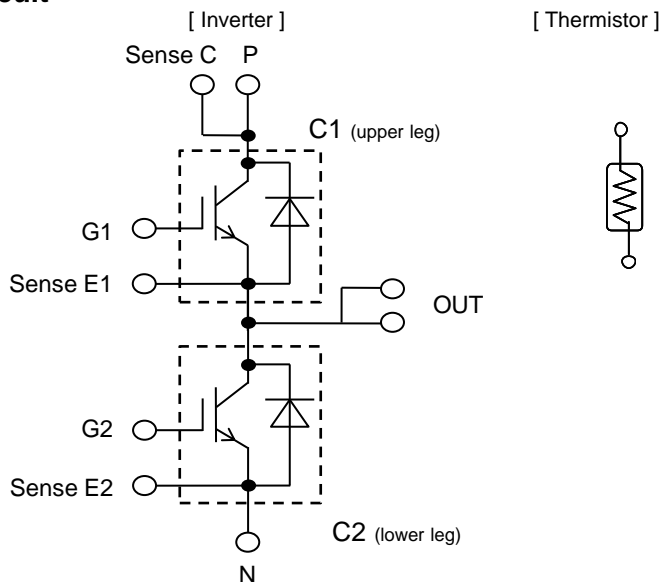 [ Inverter ]
[ Thermistor ]
Sense C P
C1 (upper leg)
G1
Sense E1
OUT
G2
Sense E2
C2 (lower leg)
N